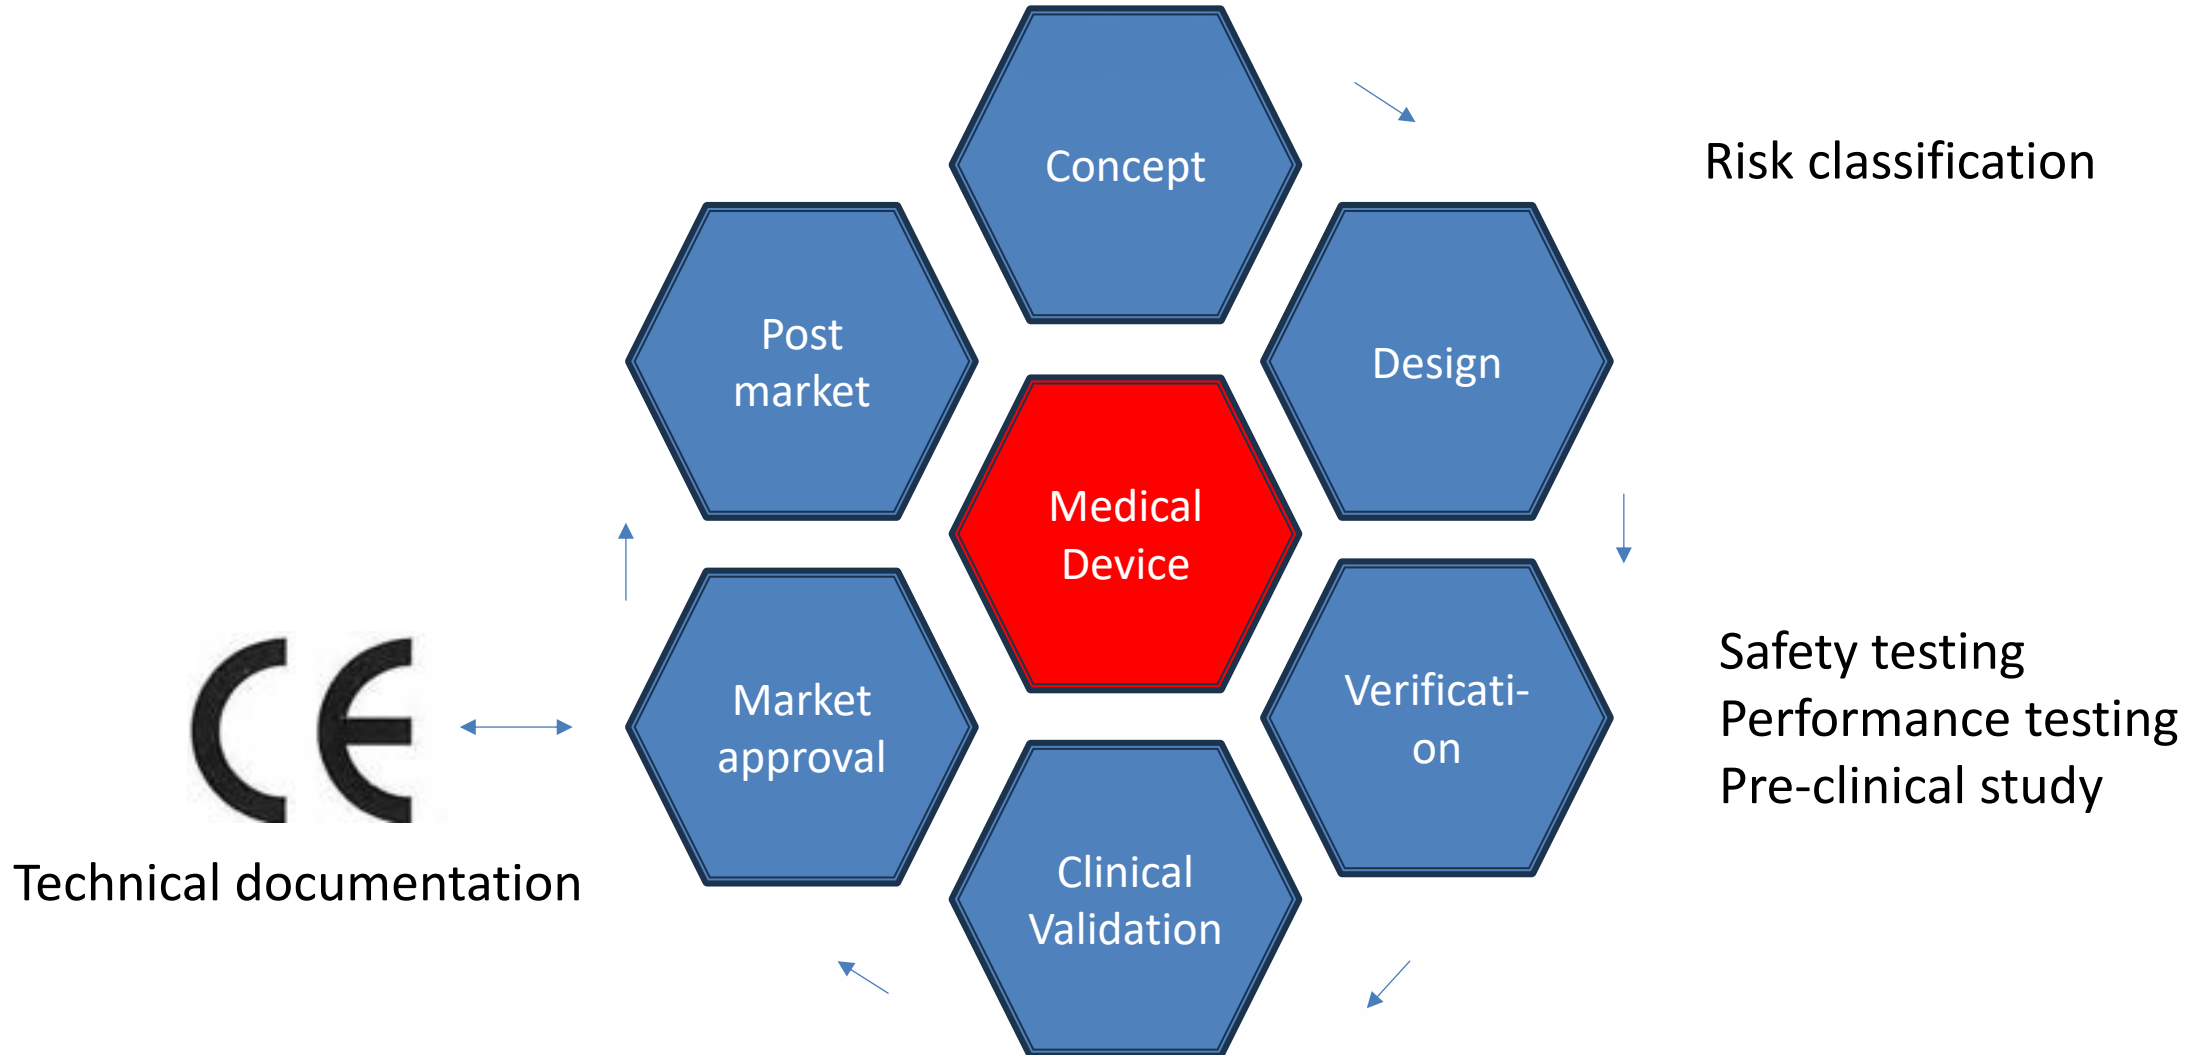 Concept
Risk classification
Post
market
Design
Medical
Device
Verificati-
on
Safety testing
Performance testing
Pre-clinical study
Market
approval
CE
Technical documentation
Clinical
Validation